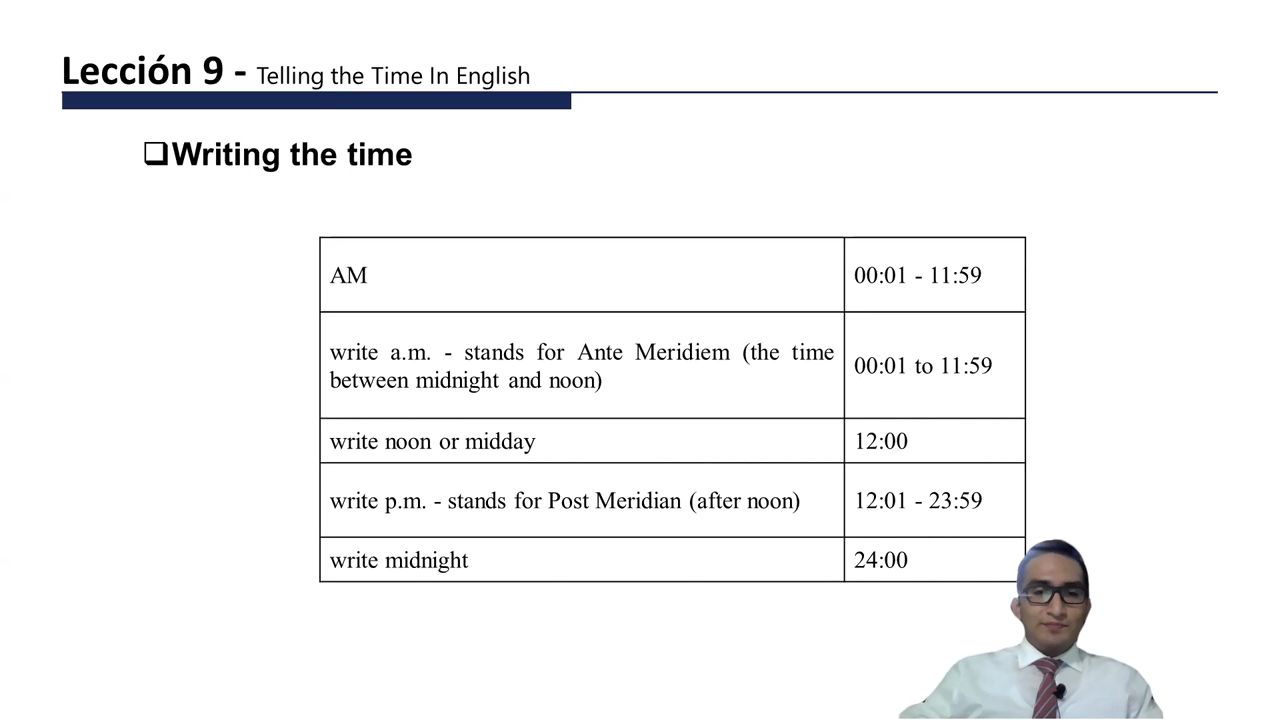 Lección 9 - Telling the Time In English
❑Writing the time
AM
00:01 - 11:59
write a.m. - stands for Ante Meridiem (the time
between midnight and noon)
00:01 to 11:59
write noon or midday
12:00
write p.m. - stands for Post Meridian (after noon)
12:01 - 23:59
write midnight
24:00